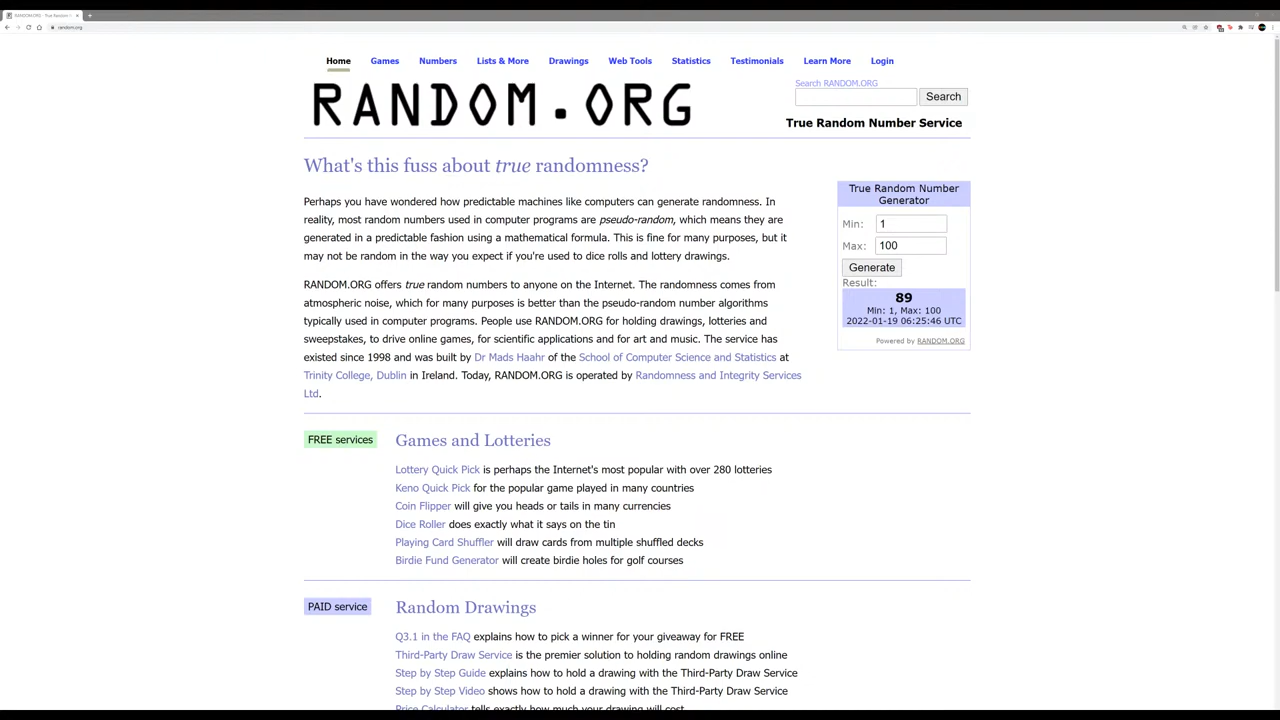 RANDOM.ORG - True Random N
random.org
Home Games Numbers Lists & More Drawings Web Tools Statistics Testimonials Learn More Login
RANDOM.ORG
Search RANDOM.ORG
Search
True Random Number Service
What's this fuss about true randomness?
Perhaps you have wondered how predictable machines like computers can generate randomness. In
reality, most random numbers used in computer programs are pseudo-random, which means they are
generated in a predictable fashion using a mathematical formula. This is fine for many purposes, but it
may not be random in the way you expect if you're used to dice rolls and lottery drawings.
RANDOM.ORG offers true random numbers to anyone on the Internet. The randomness comes from
atmospheric noise, which for many purposes is better than the pseudo-random number algorithms
typically used in computer programs. People use RANDOM.ORG for holding drawings, lotteries and
sweepstakes, to drive online games, for scientific applications and for art and music. The service has
existed since 1998 and was built by Dr Mads Haahr of the School of Computer Science and Statistics at
Trinity College, Dublin in Ireland. Today, RANDOM.ORG is operated by Randomness and Integrity Services
Ltd.
True Random Number
Generator
Min: 1
Max: 100
Generate
Result:
89
Min: 1, Max: 100
2022-01-19 06:25:46 UTC
Powered by RANDOM.ORG
FREE services
Games and Lotteries
Lottery Quick Pick is perhaps the Internet's most popular with over 280 lotteries
Keno Quick Pick for the popular game played in many countries
Coin Flipper will give you heads or tails in many currencies
Dice Roller does exactly what it says on the tin
Playing Card Shuffler will draw cards from multiple shuffled decks
Birdie Fund Generator will create birdie holes for golf courses
PAID service
Random Drawings
Q3.1 in the FAQ explains how to pick a winner for your giveaway for FREE
Third-Party Draw Service is the premier solution to holding random drawings online
Step by Step Guide explains how to hold a drawing with the Third-Party Draw Service
Step by Step Video shows how to hold a drawing with the Third-Party Draw Service
Price Calculator tells exactly how much your drawing will cost